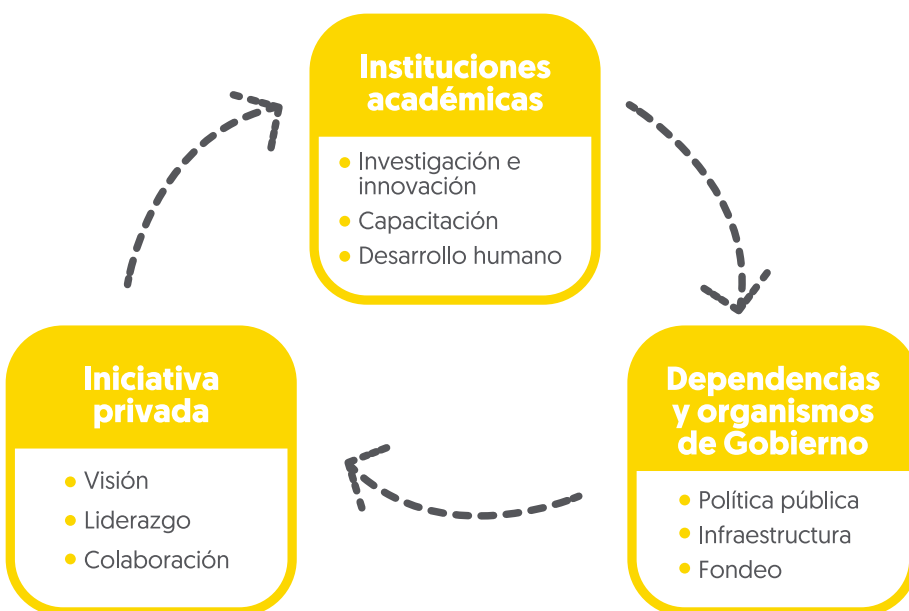 Instituciones
académicas
Investigación e
innovación
Capacitación
Desarrollo humano
Iniciativa
privada
Visión
Liderazgo
Colaboración
Dependencias
y organismos
de Gobierno
Política pública
Infraestructura
Fondeo